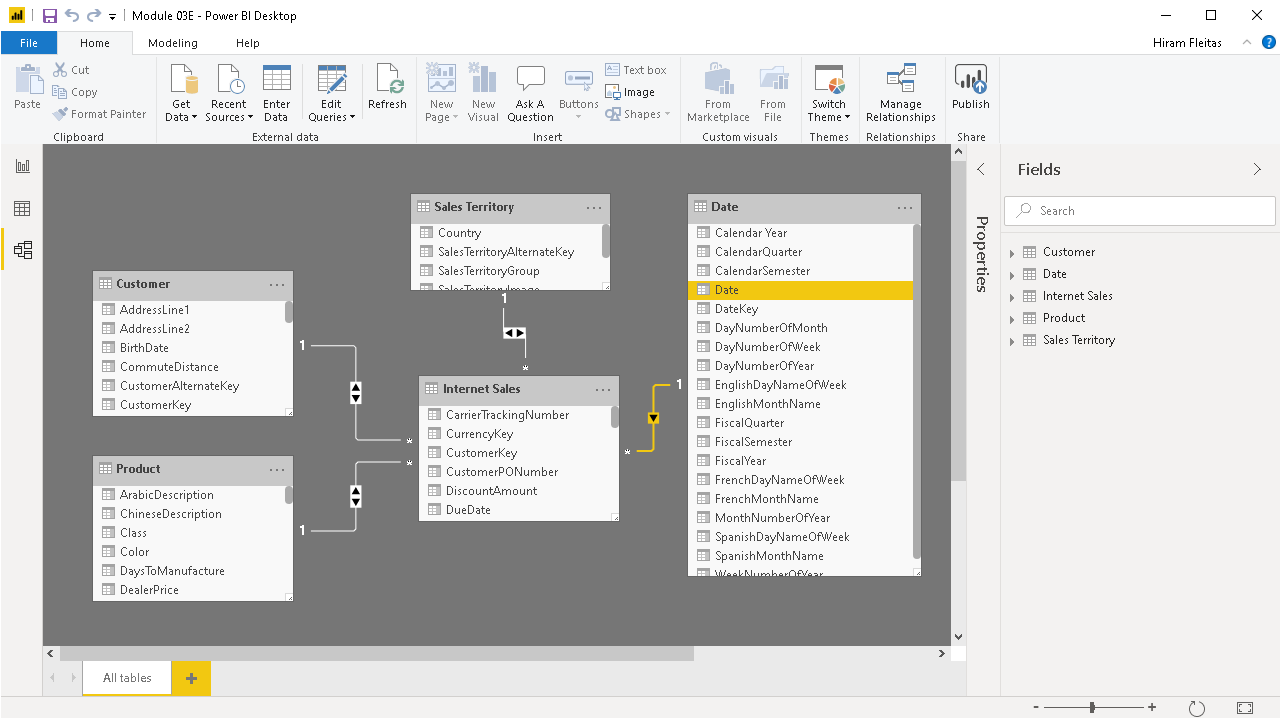 Module 03E - Power BI Desktop
File Home Modeling Help Hiram Fleitas
Paste
Cut
Copy
Format Painter
Clipboard
Get Data
Recent Sources
Enter Data
Edit Queries
Refresh
External data
New Page
New Visual
Ask A Question
Buttons
Text box
Image
Shapes
Insert
From Marketplace
From File
Custom visuals
Switch Theme
Themes
Manage Relationships
Relationships
Publish
Share
Customer
AddressLine1
AddressLine2
BirthDate
CommuteDistance
CustomerAlternateKey
CustomerKey
1
*
Product
ArabicDescription
ChineseDescription
Class
Color
DaysToManufacture
DealerPrice
1
*
Sales Territory
Country
SalesTerritoryAlternateKey
SalesTerritoryGroup
SalesTerritoryImage
1
*
Internet Sales
CarrierTrackingNumber
CurrencyKey
CustomerKey
CustomerPONumber
DiscountAmount
DueDate
*
1
Date
Calendar Year
CalendarQuarter
CalendarSemester
Date
DateKey
DayNumberOfMonth
DayNumberOfWeek
DayNumberOfYear
EnglishDayNameOfWeek
EnglishMonthName
FiscalQuarter
FiscalSemester
FiscalYear
FrenchDayNameOfWeek
FrenchMonthName
MonthNumberOfYear
SpanishDayNameOfWeek
SpanishMonthName
WeekNumberOfYear
Properties
Fields
Search
Customer
Date
Internet Sales
Product
Sales Territory
All tables